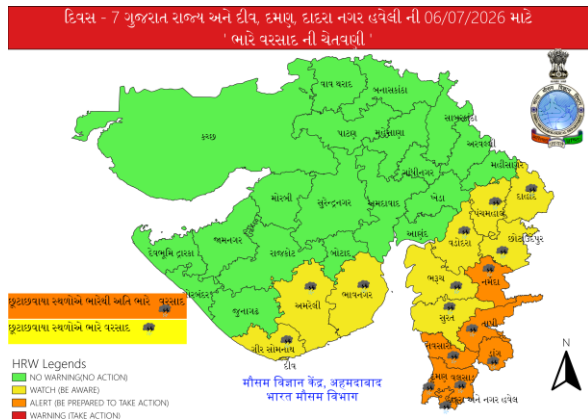 દિવસ - 7 ગુજરાત રાજ્ય અને દીવ, દમણ, દાદરા નગર હવેલી ની 06/07/2026 માટે
' ભારે વરસાદ ની ચેતવણી '
વાવ થરાદ
બનાસકાંઠા
પાટણ
મહેસાણા
સાબરકાંઠા
અરવલ્લી
કચ્છ
ગાંધીનગર
મહીસાગર
મોરબી
સુરેન્દ્રનગર
અમદાવાદ
ખેડા
પંચમહાલ
દાહોદ
દેવભૂમિ દ્વારકા
જામનગર
રાજકોટ
બોટાદ
આણંદ
વડોદરા
છોટાઉદેપુર
પોરબંદર
જુનાગઢ
અમરેલી
ભાવનગર
ભરૂચ
નર્મદા
ગીર સોમનાથ
દીવ
સુરત
તાપી
નવસારી
ડાંગ
દમણ
વલસાડ
દાદરા અને નગર હવેલી
છુટાછવાયા સ્થળોએ ભારેથી અતિ ભારે વરસાદ
છુટાછવાયા સ્થળોએ ભારે વરસાદ
HRW Legends
NO WARNING(NO ACTION)
WATCH (BE AWARE)
ALERT (BE PREPARED TO TAKE ACTION)
WARNING (TAKE ACTION)
मौसम विज्ञान केंद्र, अहमदाबाद
भारत मौसम विभाग
N